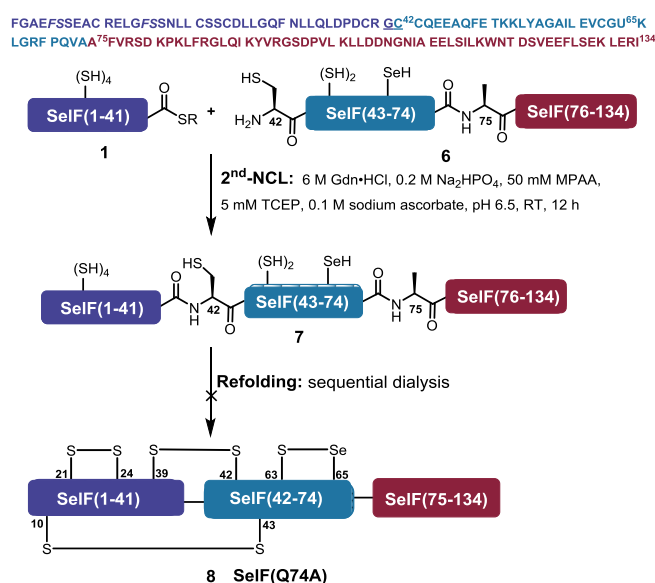 FGAEFSSEAC RELGFSSNLL CSSCDLLGQF NLLQLDPDCR GC⁴²CQEEAQFE TKKLYAGAIL EVCGU⁶⁵K
LGRF PQVAA⁷⁵FVRSD KPKLFRGLQI KYVRGSDPVL KLLDDNGNIA EELSILKWNT DSVEEFLSEK LERI¹³⁴
(SH)₄ HS (SH)₂ SeH
O
SelF(1-41) SR + H₂N 42 O SelF(43-74) O N H 75 O SelF(76-134)
1 6
2ⁿᵈ-NCL: 6 M Gdn•HCl, 0.2 M Na₂HPO₄, 50 mM MPAA,
5 mM TCEP, 0.1 M sodium ascorbate, pH 6.5, RT, 12 h
(SH)₄ HS (SH)₂ SeH
SelF(1-41) O N H 42 O SelF(43-74) O N H 75 O SelF(76-134)
7
Refolding: sequential dialysis
S S S S S Se
21 24 39 42 63 65
SelF(1-41) SelF(42-74) SelF(75-134)
10 43
S S
8 SelF(Q74A)